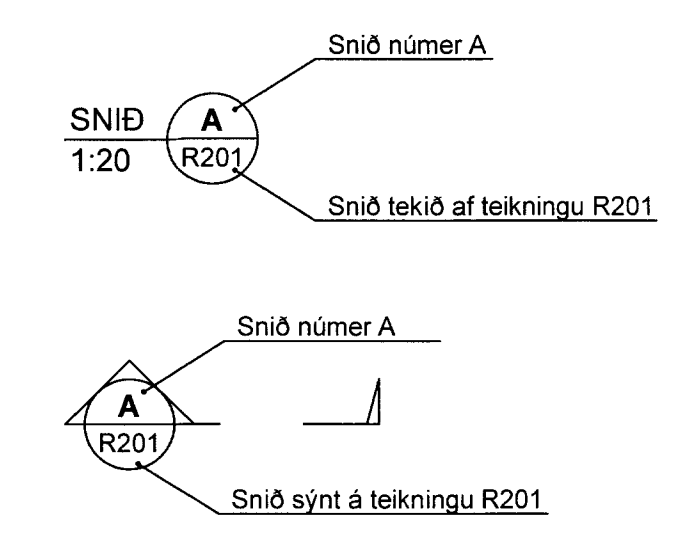 Snið númer A
SNIÐ
A
1:20
R201
Snið tekið af teikningu R201
Snið númer A
A
R201
Snið sýnt á teikningu R201